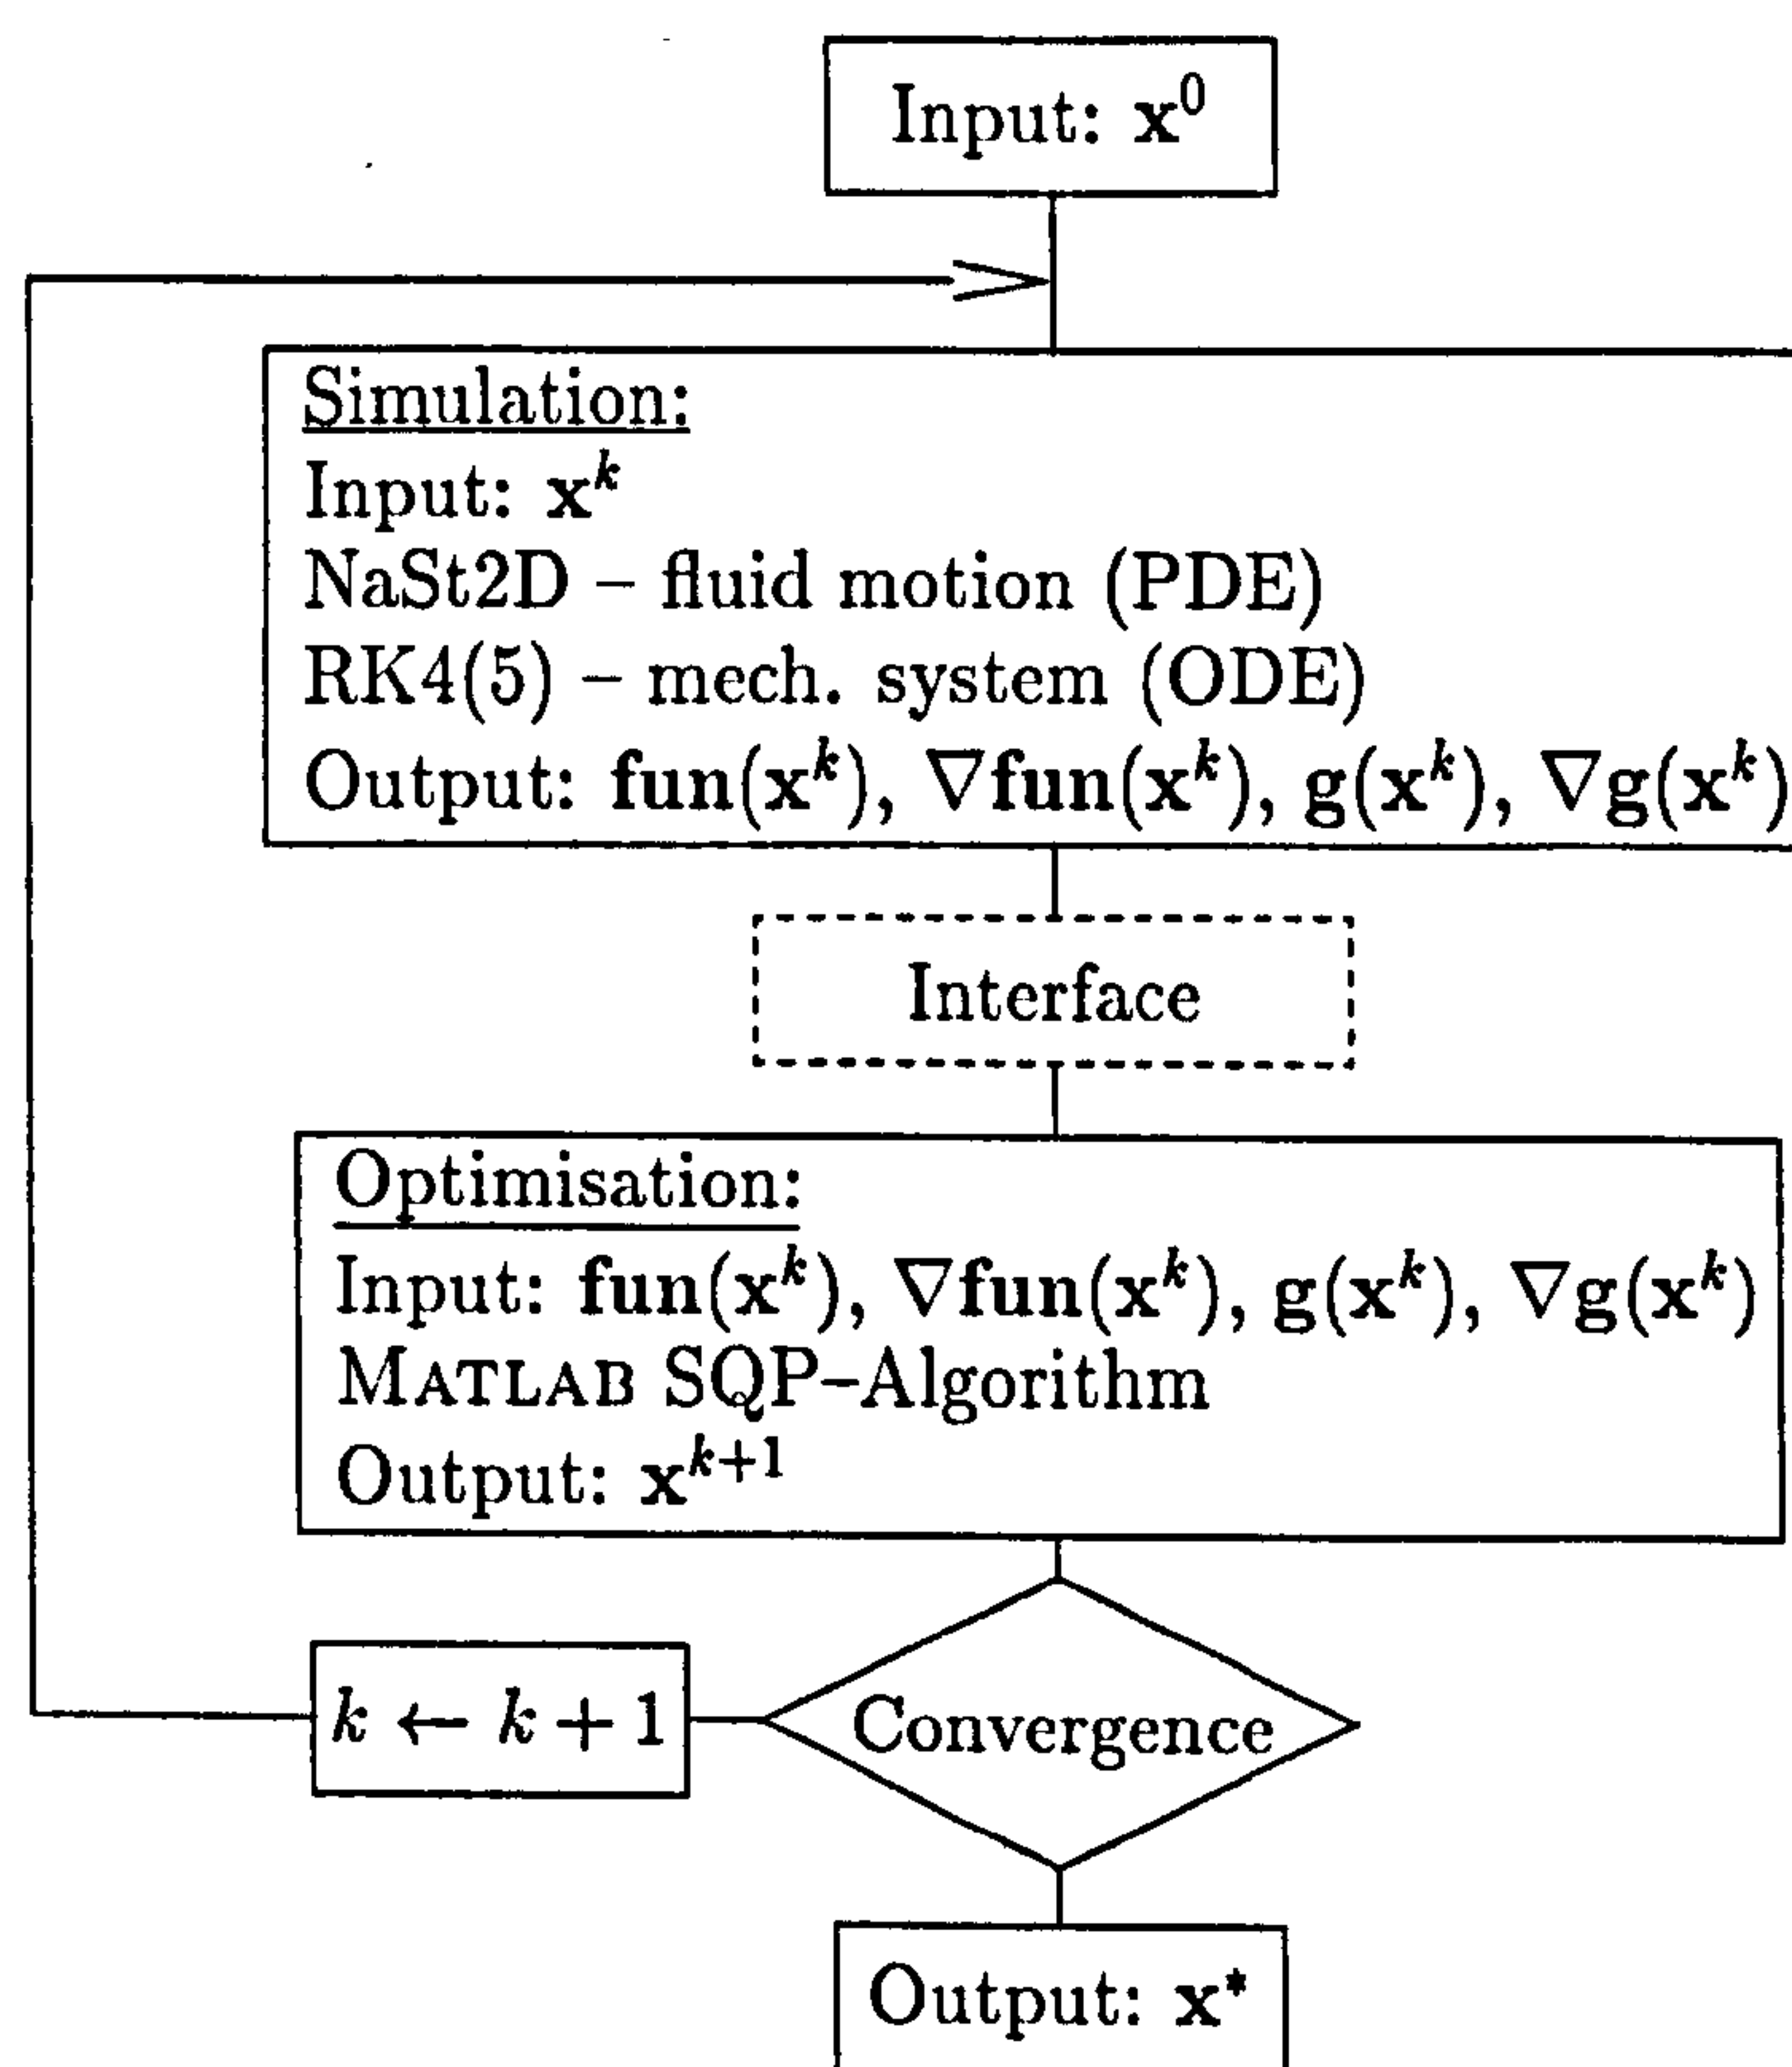 Input: x⁰
Simulation:
Input: xᵏ
NaSt2D – fluid motion (PDE)
RK4(5) – mech. system (ODE)
Output: fun(xᵏ), ∇fun(xᵏ), g(xᵏ), ∇g(xᵏ)
Interface
Optimisation:
Input: fun(xᵏ), ∇fun(xᵏ), g(xᵏ), ∇g(xᵏ)
MATLAB SQP–Algorithm
Output: xᵏ⁺¹
k ← k + 1
Convergence
Output: x*